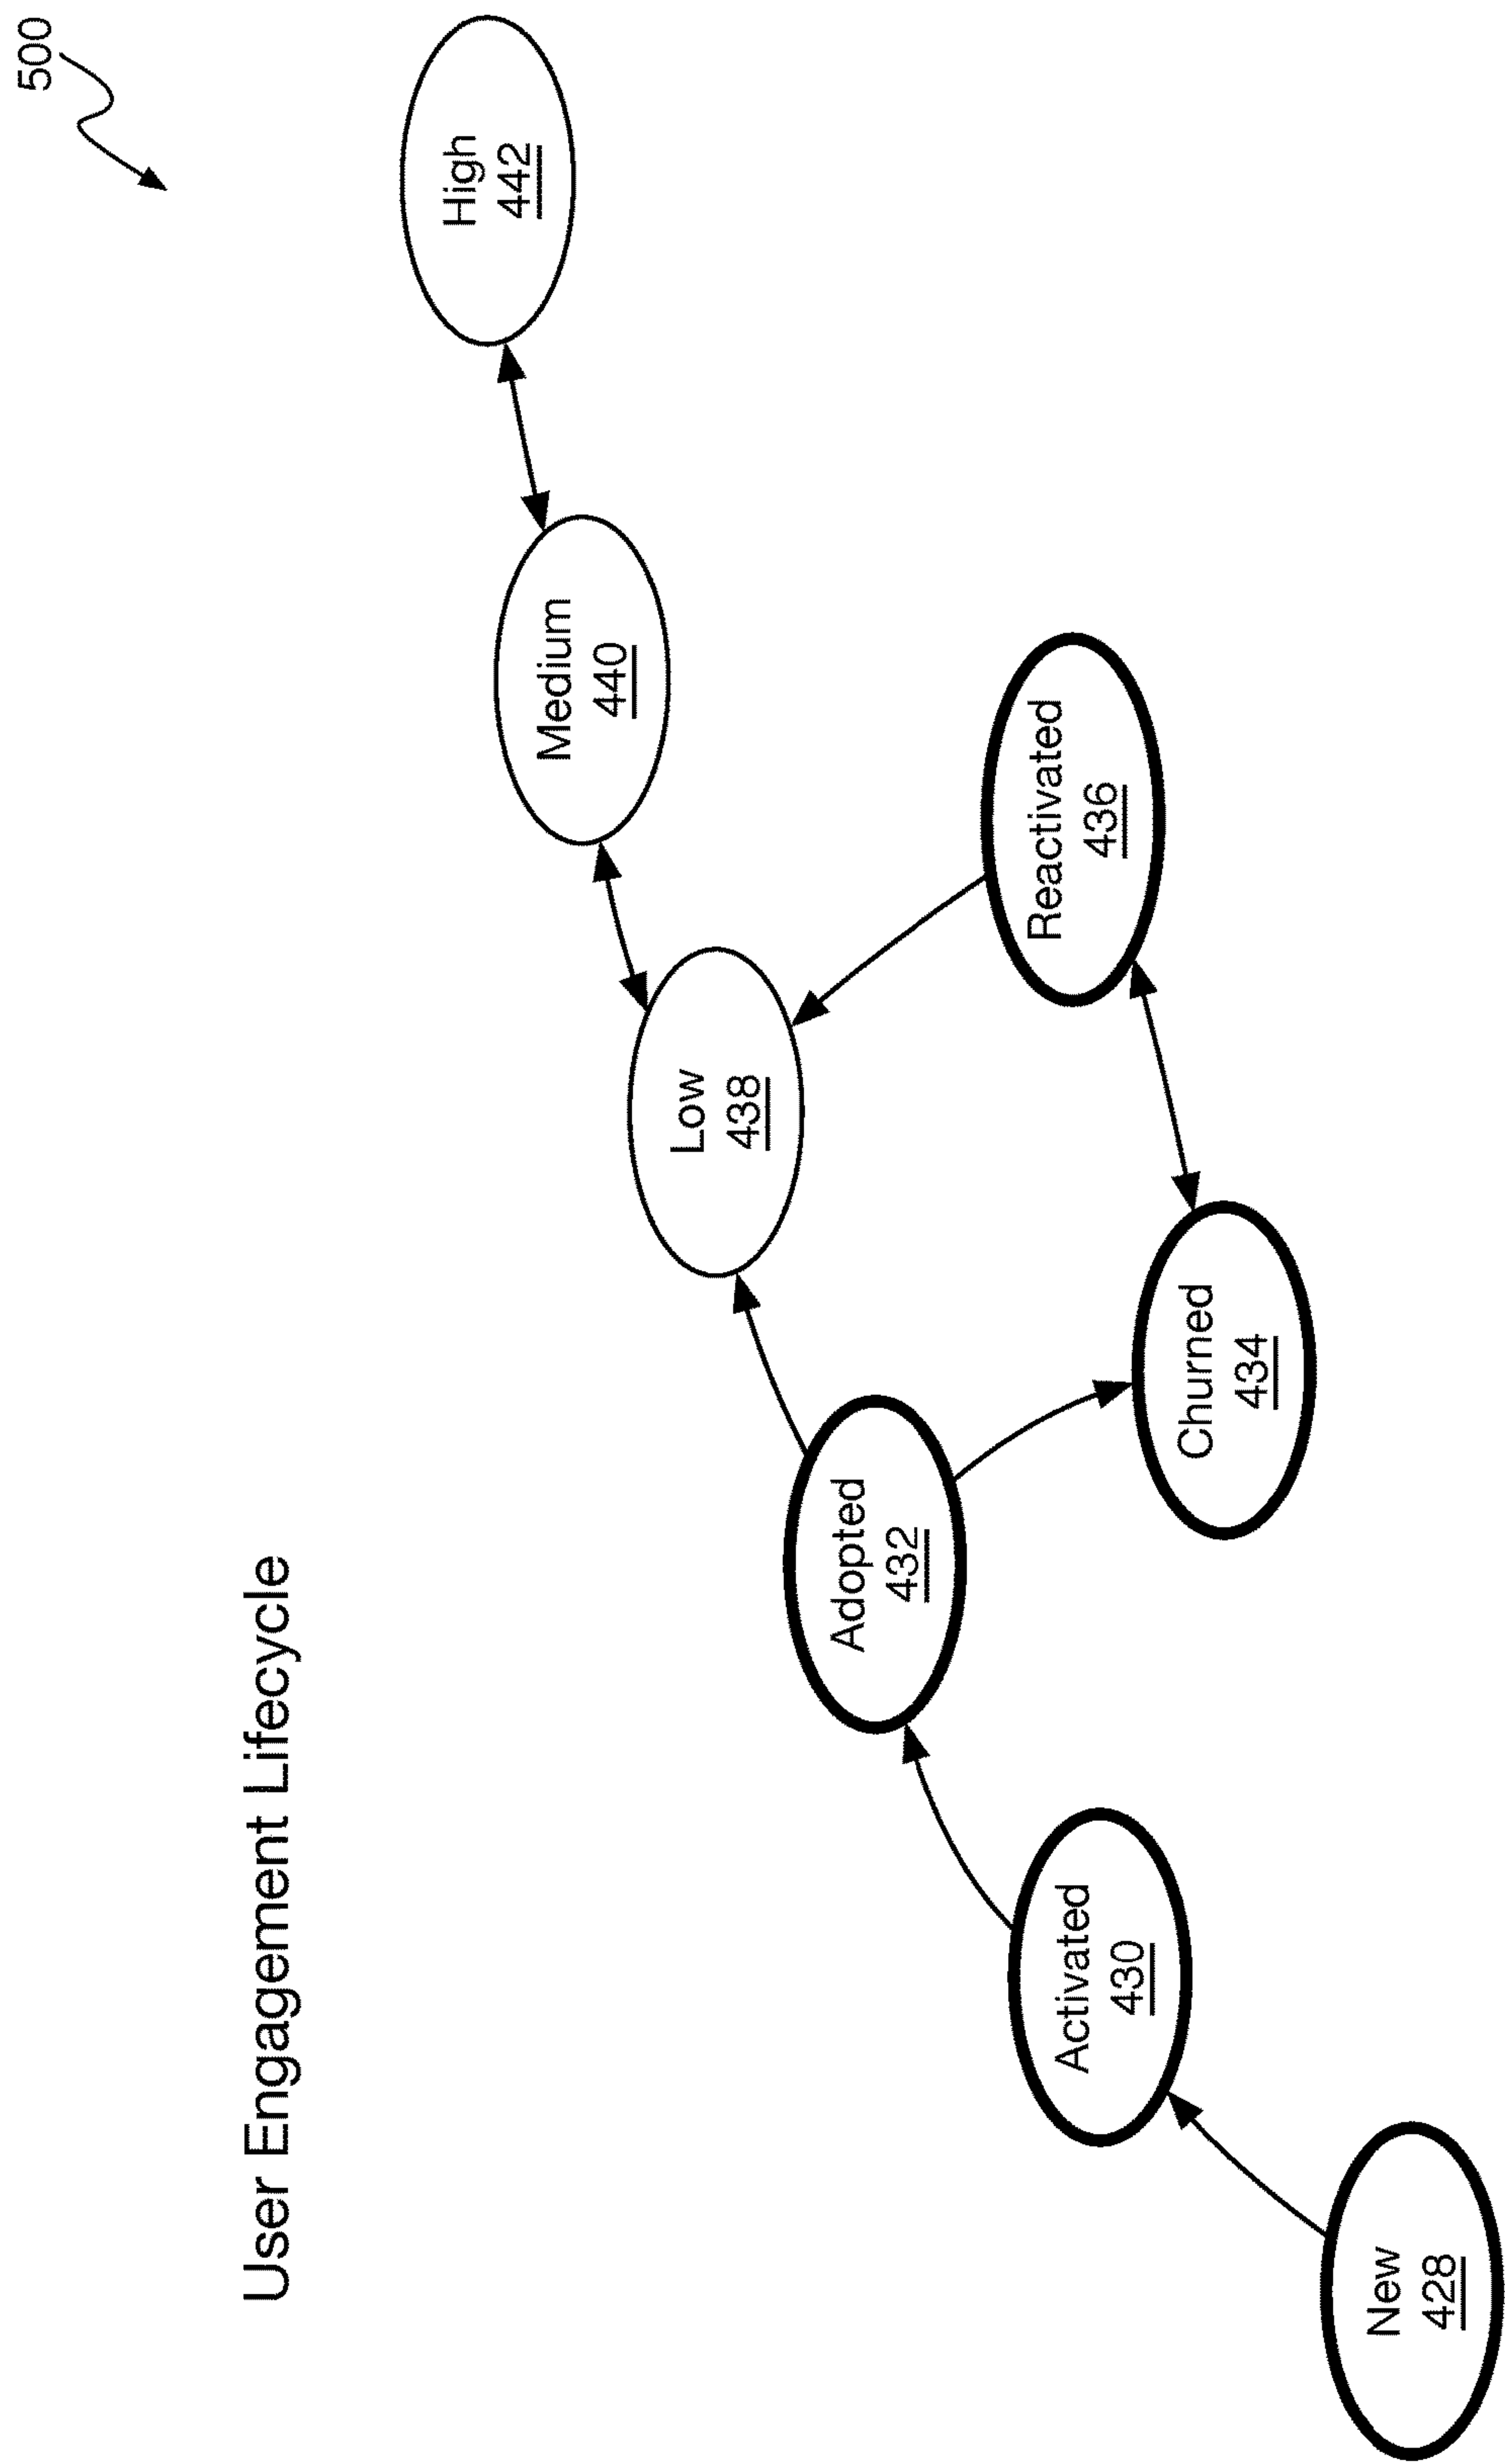 500
User Engagement Lifecycle
High
442
Medium
440
Low
438
Reactivated
436
Adopted
432
Churned
434
Activated
430
New
428